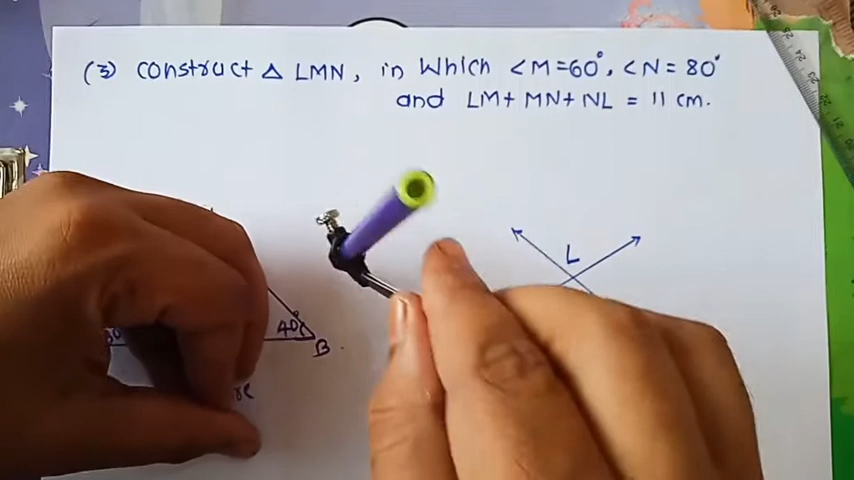 (3) construct △ LMN, in which <M=60°, <N=80°
and LM+MN+NL = 11 cm.
L
40°
B